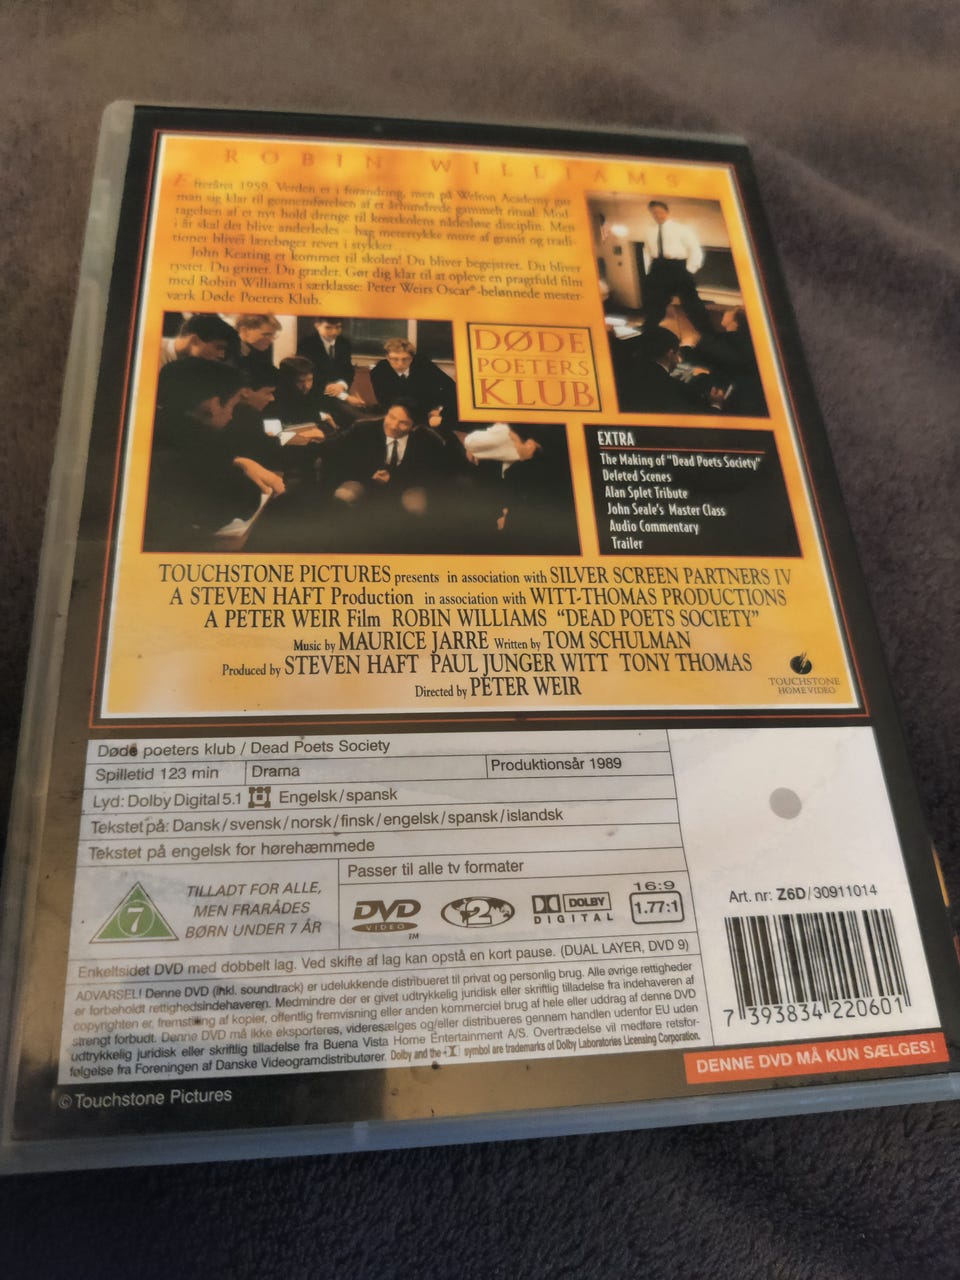 ROBIN WILLIAMS
Efteråret 1959. Verden er i forandring, men på Welton Academy gør
man sig klar til gennemførelsen af et århundrede gammelt ritual: Mod-
tagelsen af et nyt hold drenge til kostskolens nådesløse disciplin. Men
i år skal det blive anderledes – bag metertykke mure af granit og tradi-
tioner bliver lærebøger revet i stykker...
John Keating er kommet til skolen! Du bliver begejstret. Du bliver
rystet. Du griner. Du græder. Gør dig klar til at opleve en pragtfuld film
med Robin Williams i særklasse: Peter Weirs Oscar®-belønnede mester-
værk Døde Poeters Klub.
DØDE
POETERS
KLUB
EXTRA
The Making of "Dead Poets Society"
Deleted Scenes
Alan Splet Tribute
John Seale's Master Class
Audio Commentary
Trailer
TOUCHSTONE PICTURES presents in association with SILVER SCREEN PARTNERS IV
A STEVEN HAFT Production in association with WITT-THOMAS PRODUCTIONS
A PETER WEIR Film ROBIN WILLIAMS "DEAD POETS SOCIETY"
Music by MAURICE JARRE Written by TOM SCHULMAN
Produced by STEVEN HAFT PAUL JUNGER WITT TONY THOMAS
Directed by PETER WEIR
TOUCHSTONE
HOME VIDEO
Døde poeters klub / Dead Poets Society
Spilletid 123 min Drama Produktionsår 1989
Lyd: Dolby Digital 5.1 Engelsk/spansk
Tekstet på: Dansk/svensk/norsk/finsk/engelsk/spansk/islandsk
Tekstet på engelsk for hørehæmmede
7
TILLADT FOR ALLE,
MEN FRARÅDES
BØRN UNDER 7 ÅR
Passer til alle tv formater
DVD
VIDEO
TM
2
DOLBY
DIGITAL
16:9
1.77:1
Enkeltsidet DVD med dobbelt lag. Ved skifte af lag kan opstå en kort pause. (DUAL LAYER, DVD 9)
ADVARSEL! Denne DVD (inkl. soundtrack) er udelukkende distribueret til privat og personlig brug. Alle øvrige rettigheder
er forbeholdt rettighedsindehaveren. Medmindre der er givet udtrykkelig juridisk eller skriftlig tilladelse fra indehaveren af
copyrighten er, fremstilling af kopier, offentlig fremvisning eller anden kommerciel brug af hele eller uddrag af denne DVD
strengt forbudt. Denne DVD må ikke eksporteres, videresælges og/eller distribueres gennem handlen udenfor EU uden
udtrykkelig juridisk eller skriftlig tilladelse fra Buena Vista Home Entertainment A/S. Overtrædelse vil medføre retsfor-
følgelse fra Foreningen af Danske Videogramdistributører. Dolby and the symbol are trademarks of Dolby Laboratories Licensing Corporation.
Art. nr: Z6D/30911014
7 393834 220601
DENNE DVD MÅ KUN SÆLGES!
© Touchstone Pictures